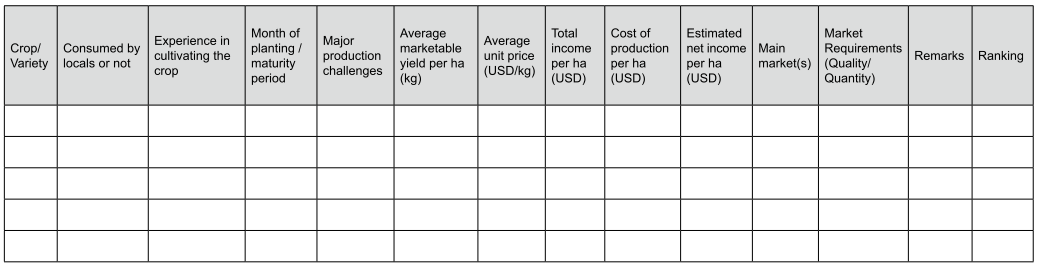 Crop/
Variety
Consumed by
locals or not
Experience in
cultivating the
crop
Month of
planting /
maturity
period
Major
production
challenges
Average
marketable
yield per ha
(kg)
Average
unit price
(USD/kg)
Total
income
per ha
(USD)
Cost of
production
per ha
(USD)
Estimated
net income
per ha
(USD)
Main
market(s)
Market
Requirements
(Quality/
Quantity)
Remarks
Ranking